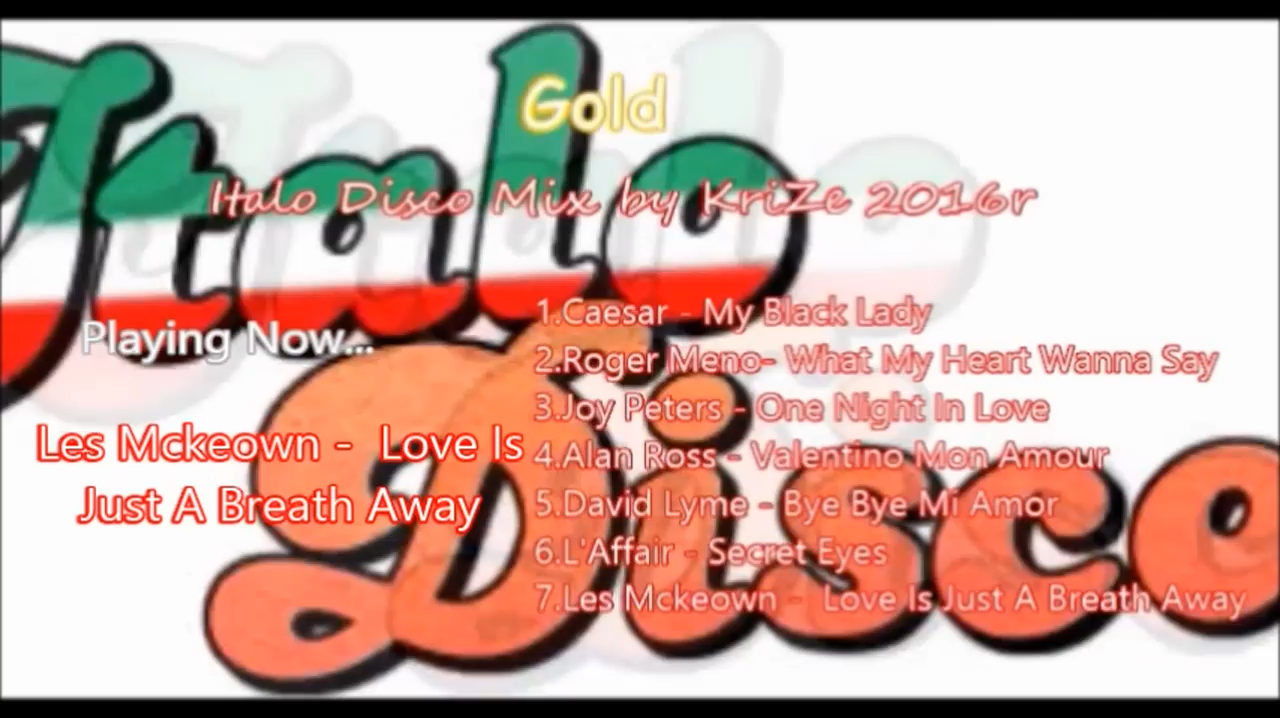 Italo
Disco
Gold
Italo Disco Mix by KriZe 2016r
Playing Now...
Les Mckeown -  Love Is
Just A Breath Away
1.Caesar - My Black Lady
2.Roger Meno- What My Heart Wanna Say
3.Joy Peters - One Night In Love
4.Alan Ross - Valentino Mon Amour
5.David Lyme - Bye Bye Mi Amor
6.L'Affair - Secret Eyes
7.Les Mckeown -  Love Is Just A Breath Away